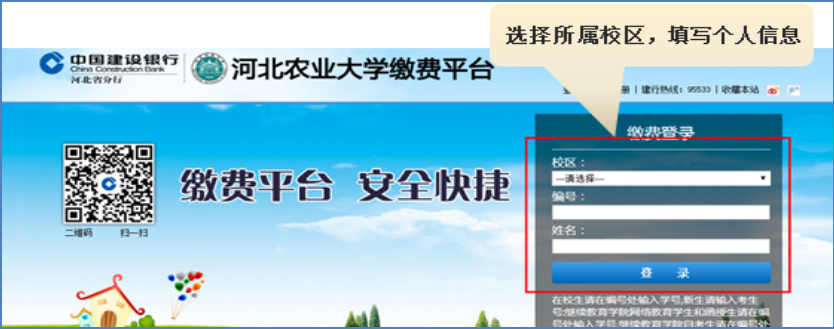 选择所属校区，填写个人信息
中国建设银行
China Construction Bank
河北省分行
河北农业大学缴费平台
册 | 建行热线：95533 | 收藏本站
缴费登录
校区：
---请选择---
编号：
姓名：
登 录
缴费平台 安全快捷
二维码 扫一扫
在校生请在编号处输入学号,新生请输入考生
号;继续教育学院网络教育学生和函授生请在编
号处输入学号,继续教育学院自考生请在编号处